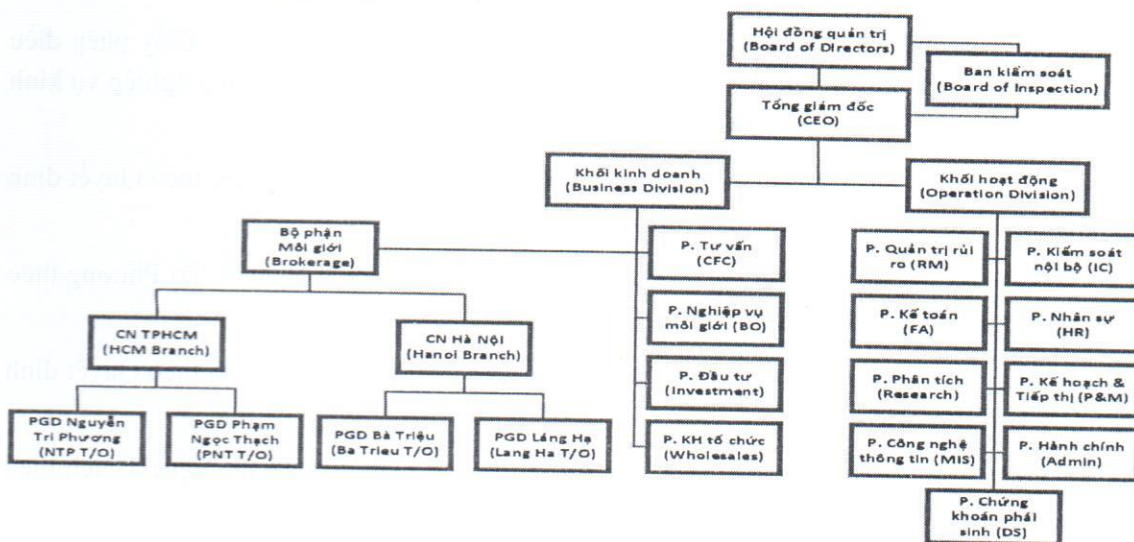 Hội đồng quản trị
(Board of Directors)
Ban kiểm soát
(Board of Inspection)
Tổng giám đốc
(CEO)
Khối kinh doanh
(Business Division)
Khối hoạt động
(Operation Division)
Bộ phận
Môi giới
(Brokerage)
P. Tư vấn
(CFC)
P. Quản trị rủi
ro (RM)
P. Kiểm soát
nội bộ (IC)
CN TPHCM
(HCM Branch)
CN Hà Nội
(Hanoi Branch)
P. Nghiệp vụ
môi giới (BO)
P. Kế toán
(FA)
P. Nhân sự
(HR)
P. Đầu tư
(Investment)
P. Phân tích
(Research)
P. Kế hoạch &
Tiếp thị (P&M)
PGD Nguyễn
Tri Phương
(NTP T/O)
PGD Phạm
Ngọc Thạch
(PNT T/O)
PGD Bà Triệu
(Ba Trieu T/O)
PGD Láng Hạ
(Lang Ha T/O)
P. KH tổ chức
(Wholesales)
P. Công nghệ
thông tin (MIS)
P. Hành chính
(Admin)
P. Chứng
khoán phái
sinh (DS)